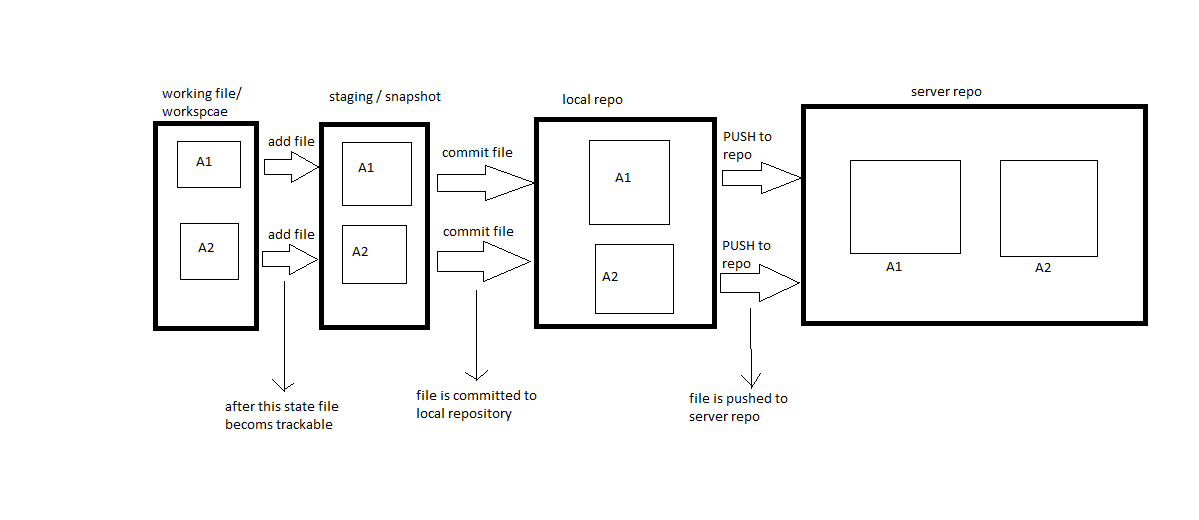 working file/
workspcae
staging / snapshot
local repo
server repo
add file
commit file
PUSH to
repo
A1
A1
A1
add file
commit file
PUSH to
repo
A2
A2
A2
A1
A2
after this state file
becoms trackable
file is committed to
local repository
file is pushed to
server repo